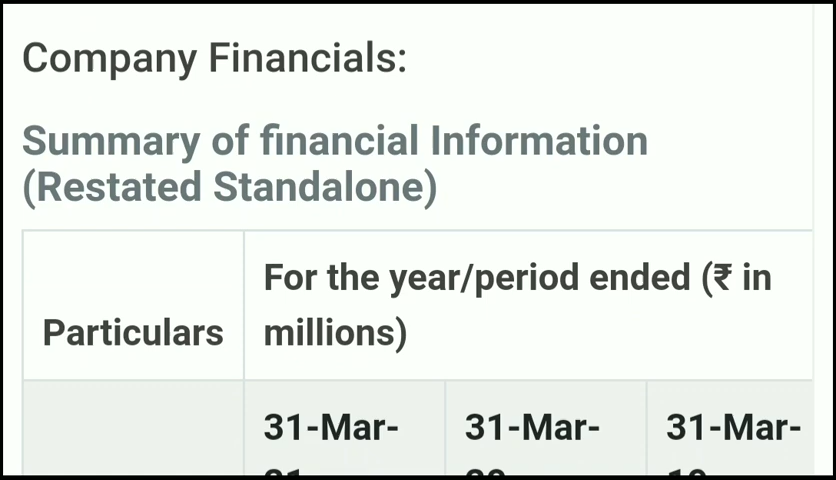 Company Financials:
Summary of financial Information
(Restated Standalone)
For the year/period ended (₹ in
Particulars millions)
31-Mar- 31-Mar- 31-Mar-